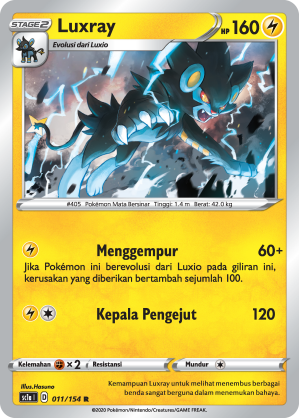 STAGE2 Luxray HP 160
Evolusi dari Luxio
#405 Pokémon Mata Bersinar Tinggi: 1.4 m Berat: 42.0 kg
Menggempur 60+
Jika Pokémon ini berevolusi dari Luxio pada giliran ini,
kerusakan yang diberikan bertambah sejumlah 100.
Kepala Pengejut 120
Kelemahan ×2 Resistansi Mundur
Illus. Hasuno
sc1a I D 011/154 R
Kemampuan Luxray untuk melihat menembus berbagai
benda sangat berguna dalam menemukan bahaya.
©2020 Pokémon/Nintendo/Creatures/GAME FREAK.